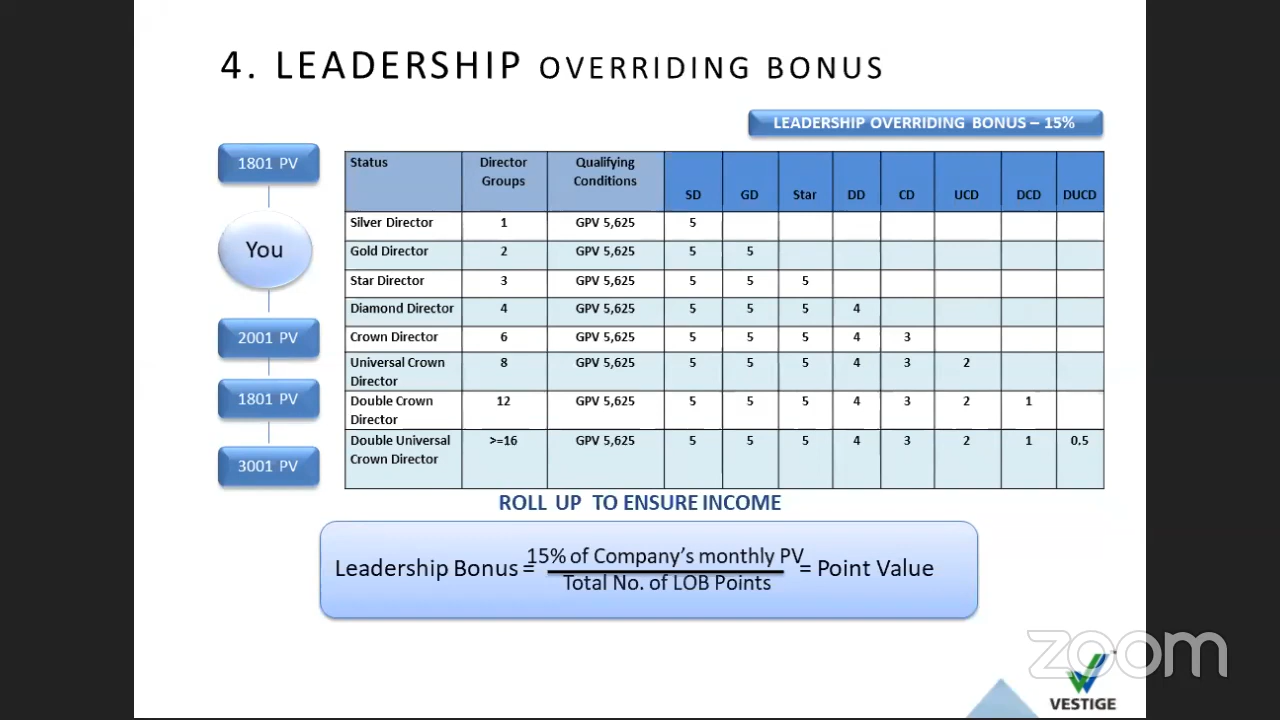 4. LEADERSHIP OVERRIDING BONUS
LEADERSHIP OVERRIDING BONUS – 15%
1801 PV
You
2001 PV
1801 PV
3001 PV
Status Director Groups Qualifying Conditions SD GD Star DD CD UCD DCD DUCD
Silver Director 1 GPV 5,625 5
Gold Director 2 GPV 5,625 5 5
Star Director 3 GPV 5,625 5 5 5
Diamond Director 4 GPV 5,625 5 5 5 4
Crown Director 6 GPV 5,625 5 5 5 4 3
Universal Crown Director 8 GPV 5,625 5 5 5 4 3 2
Double Crown Director 12 GPV 5,625 5 5 5 4 3 2 1
Double Universal Crown Director >=16 GPV 5,625 5 5 5 4 3 2 1 0.5
ROLL UP TO ENSURE INCOME
15% of Company's monthly PV
Leadership Bonus = = Point Value
Total No. of LOB Points
zoom
VESTIGE